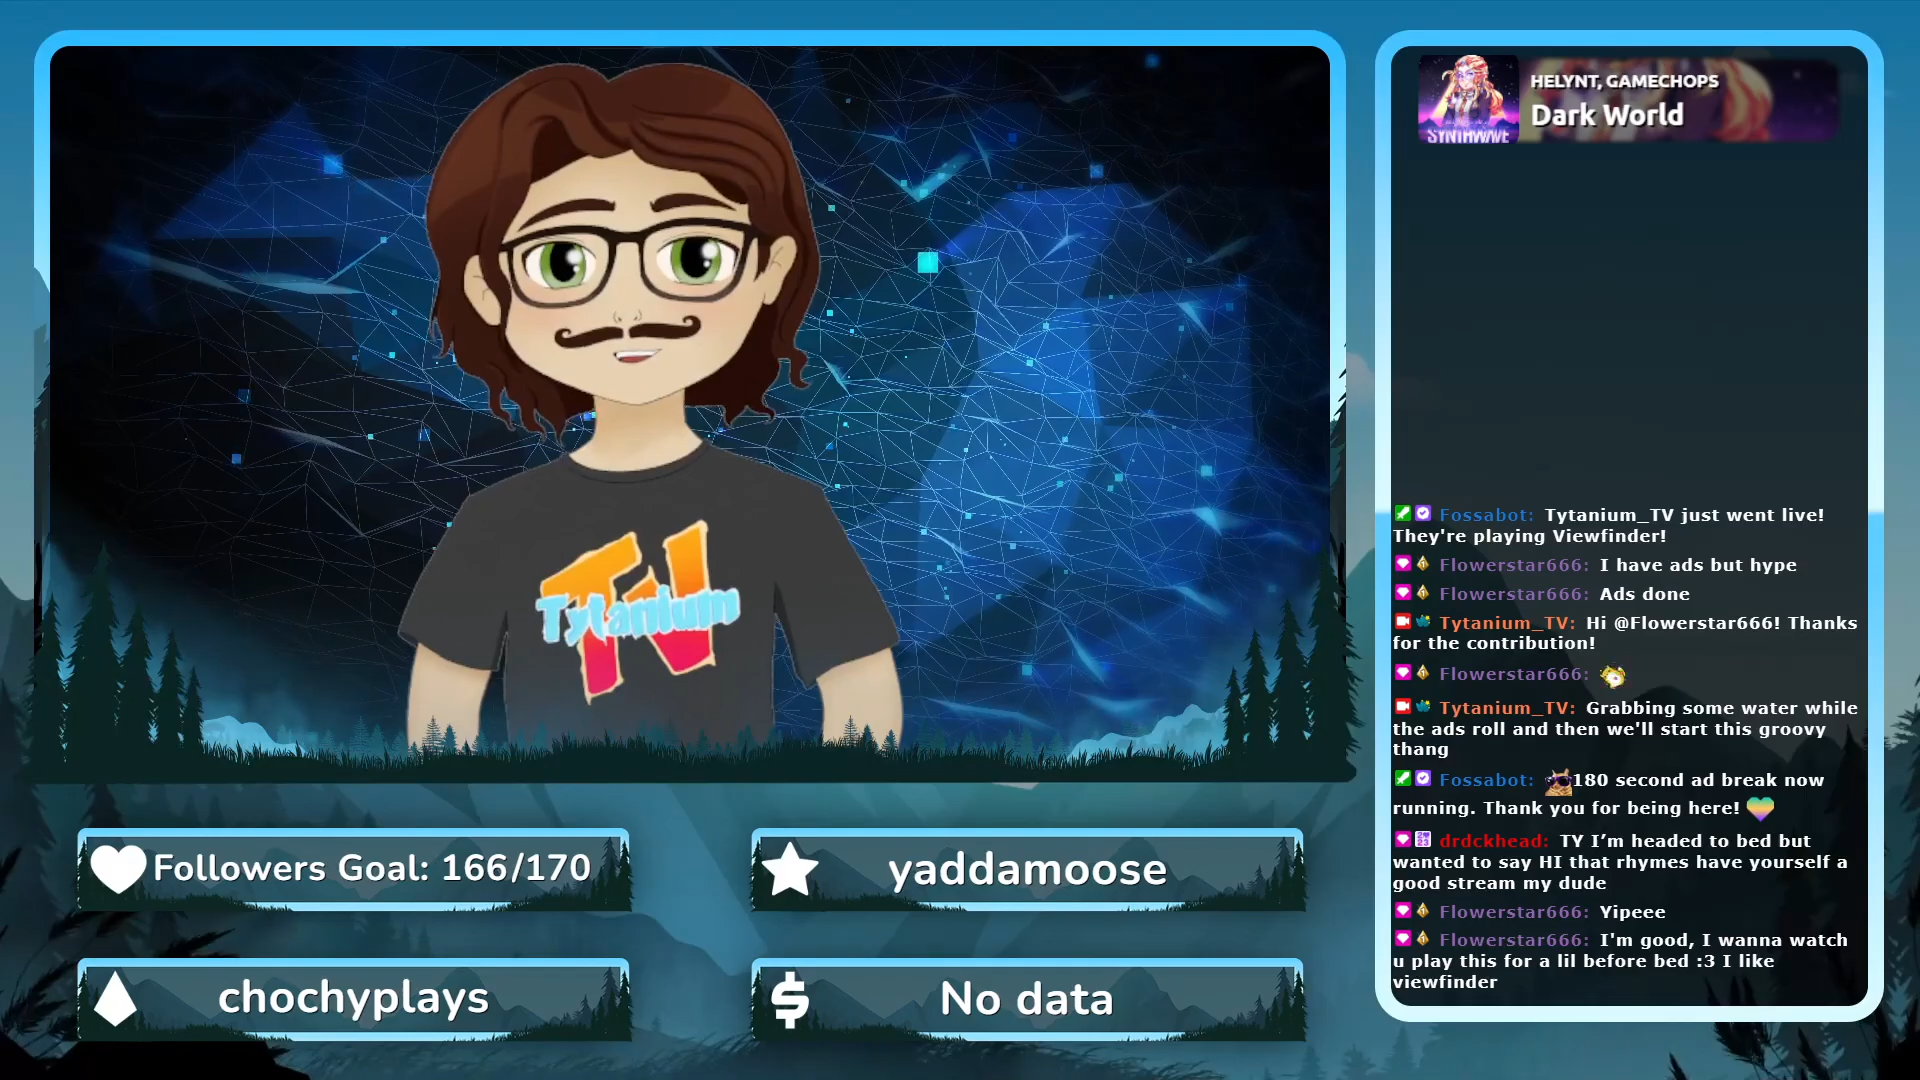 HELYNT, GAMECHOPS
Dark World
SYNTHWAVE
TV
Tytanium
Fossabot: Tytanium_TV just went live!
They're playing Viewfinder!
Flowerstar666: I have ads but hype
Flowerstar666: Ads done
Tytanium_TV: Hi @Flowerstar666! Thanks
for the contribution!
Flowerstar666:
Tytanium_TV: Grabbing some water while
the ads roll and then we'll start this groovy
thang
Fossabot: 180 second ad break now
running. Thank you for being here!
drdckhead: TY I’m headed to bed but
wanted to say HI that rhymes have yourself a
good stream my dude
Flowerstar666: Yipeee
Flowerstar666: I'm good, I wanna watch
u play this for a lil before bed :3 I like
viewfinder
Followers Goal: 166/170
yaddamoose
chochyplays
$ No data